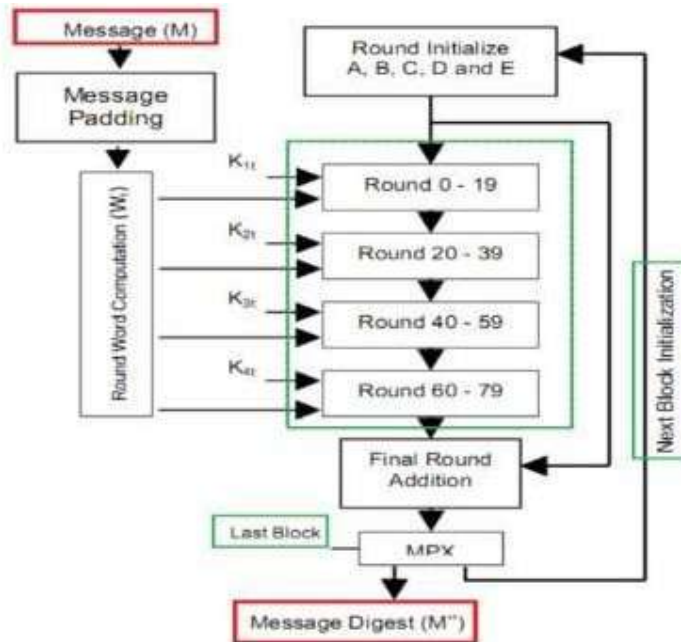 Message (M)
Message
Padding
Round Word Computation (Wt)
Round Initialize
A, B, C, D and E
K1t
Round 0 - 19
K2t
Round 20 - 39
K3t
Round 40 - 59
K4t
Round 60 - 79
Final Round
Addition
Last Block
MPX
Message Digest (M'')
Next Block Initialization